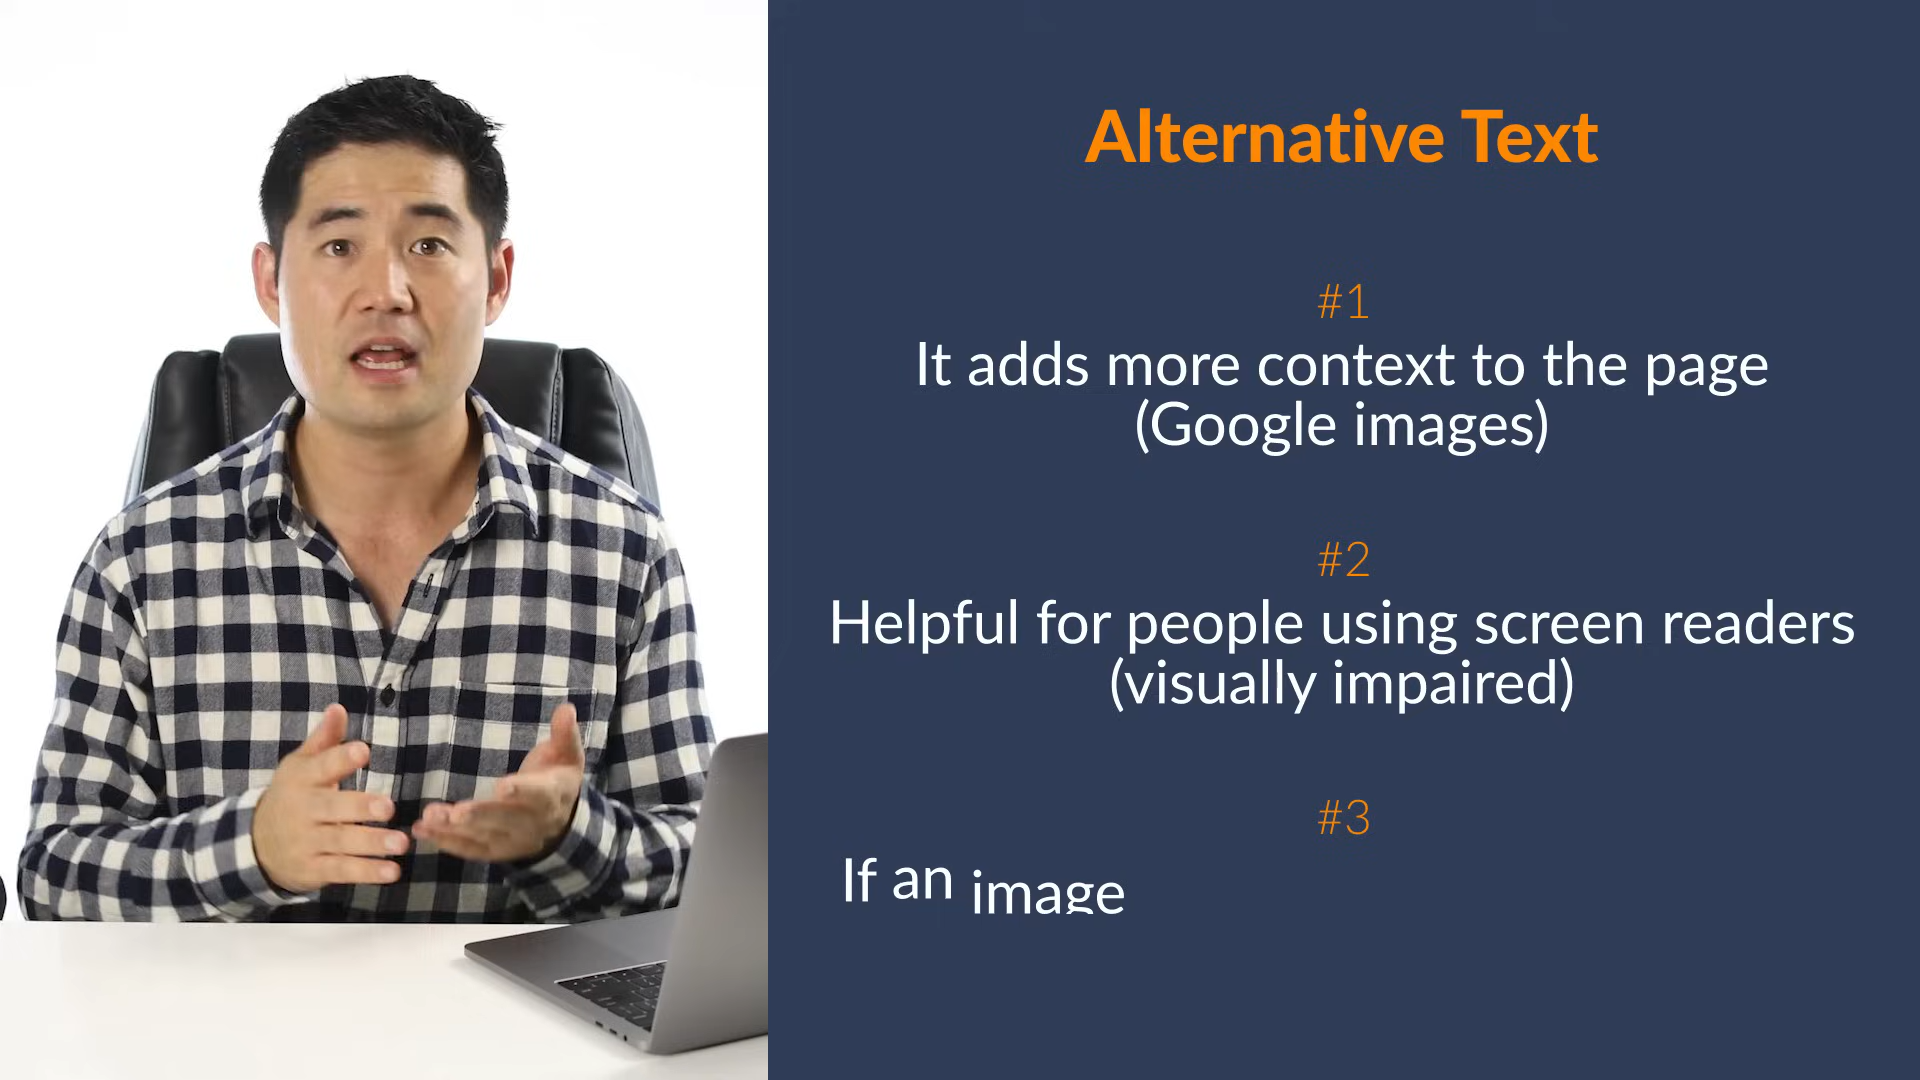 Alternative Text
#1
It adds more context to the page
(Google images)
#2
Helpful for people using screen readers
(visually impaired)
#3
If an image